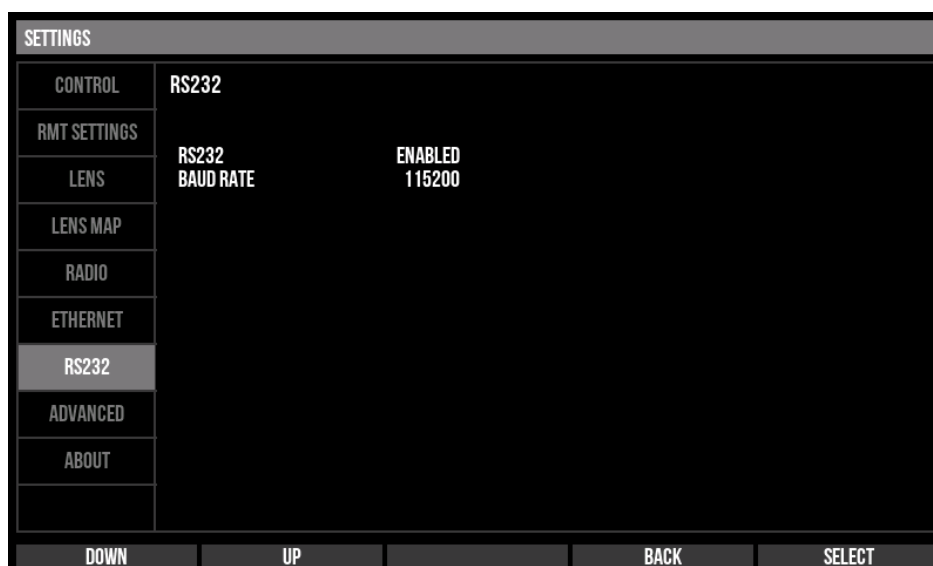 SETTINGS
CONTROL
RMT SETTINGS
LENS
LENS MAP
RADIO
ETHERNET
RS232
ADVANCED
ABOUT
RS232
RS232 ENABLED
BAUD RATE 115200
DOWN UP BACK SELECT